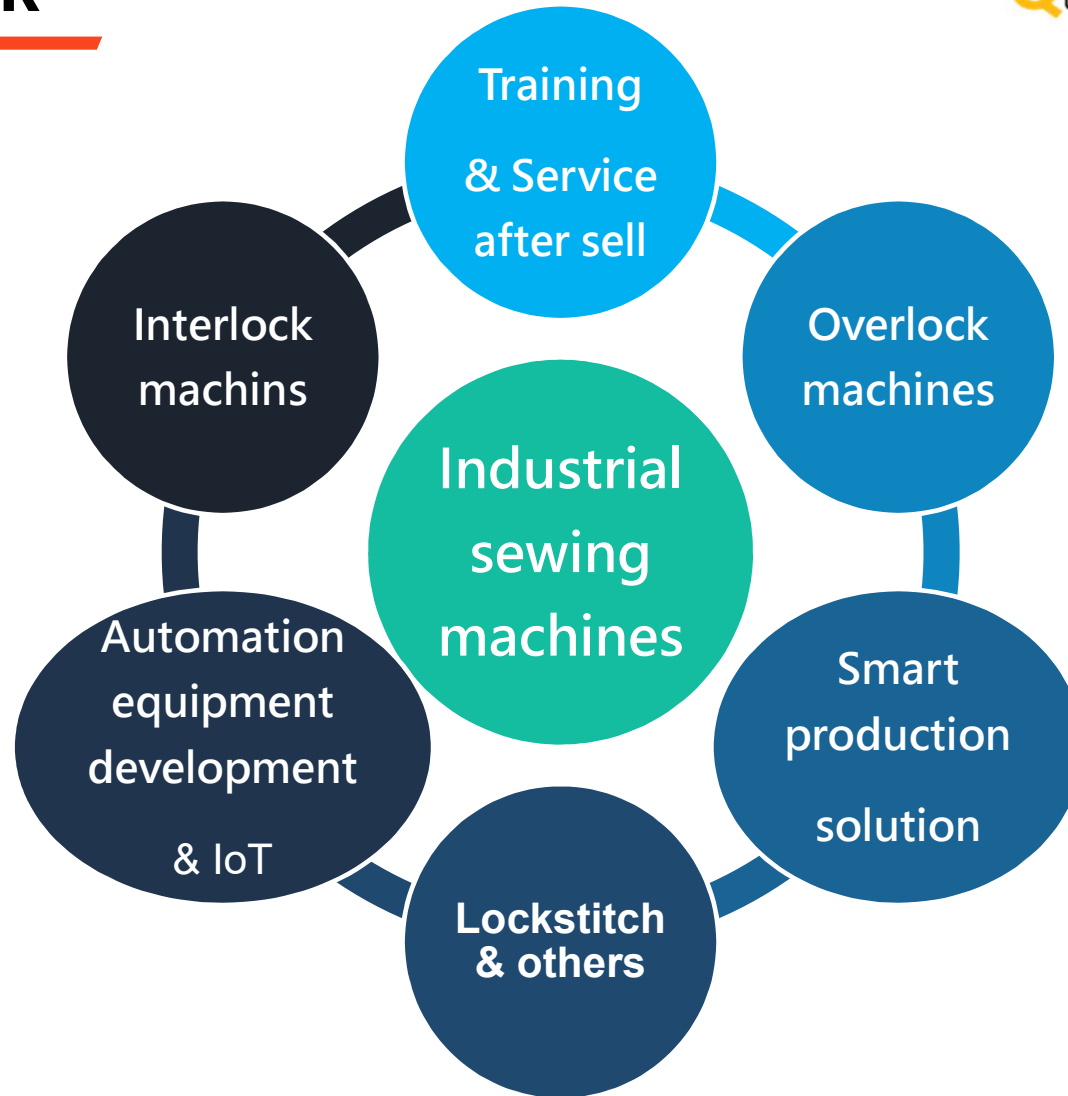 Training
& Service
after sell
Overlock
machines
Smart
production
solution
Lockstitch
& others
Automation
equipment
development
& IoT
Interlock
machins
Industrial
sewing
machines